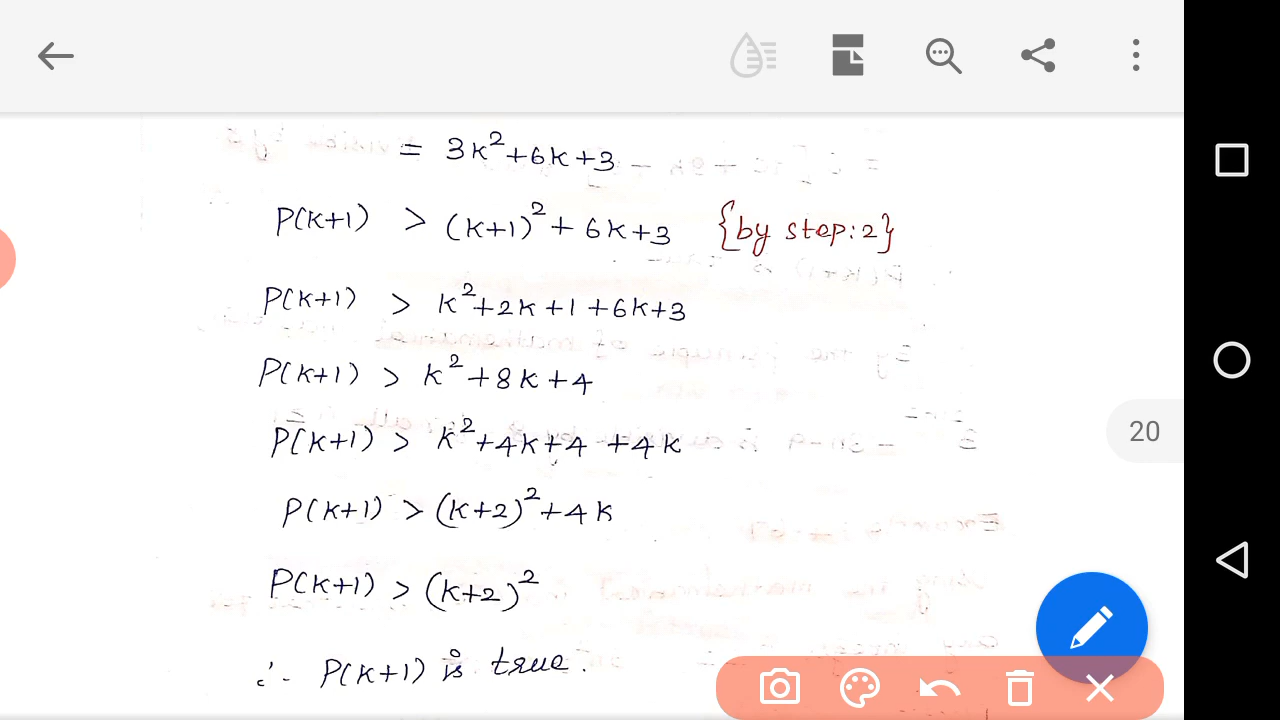 = 3k²+6k+3
P(k+1) > (k+1)²+ 6k+3 {by step:2}
P(k+1) > k²+2k+1+6k+3
P(k+1) > k²+8k+4
P(k+1) > k²+4k+4 +4k
P(k+1) > (k+2)²+4k
P(k+1) > (k+2)²
∴ P(k+1) is true.
20